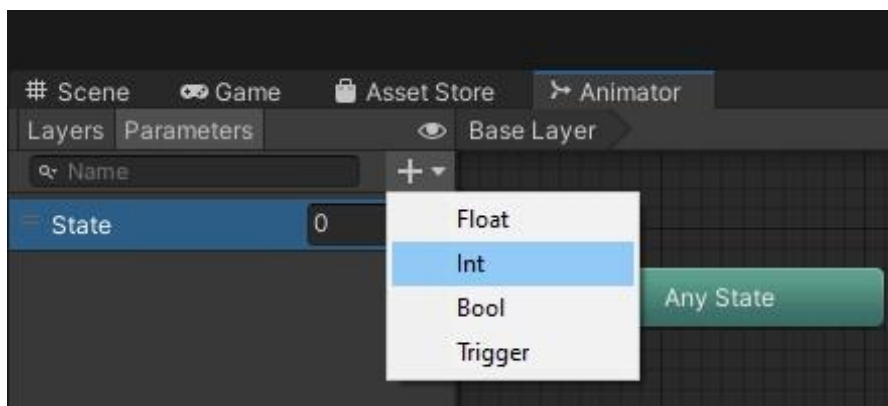 Scene Game Asset Store Animator
Layers Parameters Base Layer
Name
State 0
Float
Int
Bool
Any State
Trigger